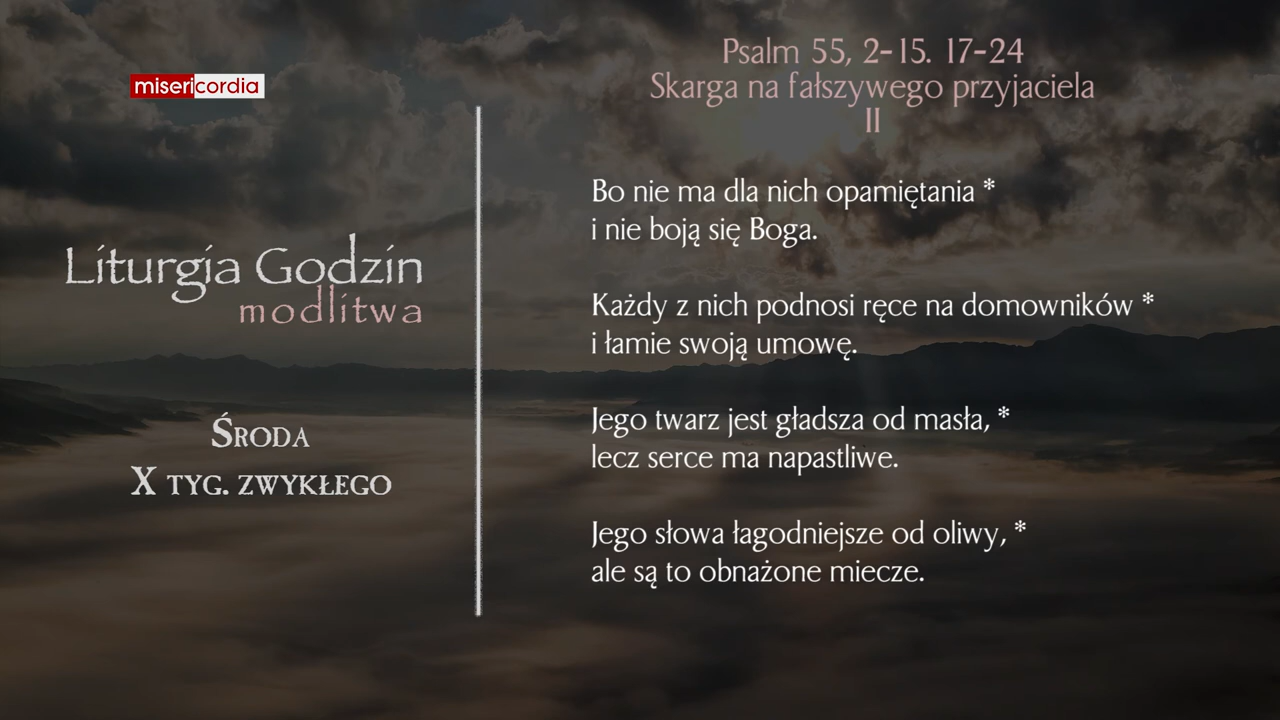 misericordia
Liturgia Godzin
modlitwa
Środa
X tyg. zwykłego
Psalm 55, 2-15. 17-24
Skarga na fałszywego przyjaciela
II
Bo nie ma dla nich opamiętania *
i nie boją się Boga.
Każdy z nich podnosi ręce na domowników *
i łamie swoją umowę.
Jego twarz jest gładsza od masła, *
lecz serce ma napastliwe.
Jego słowa łagodniejsze od oliwy, *
ale są to obnażone miecze.